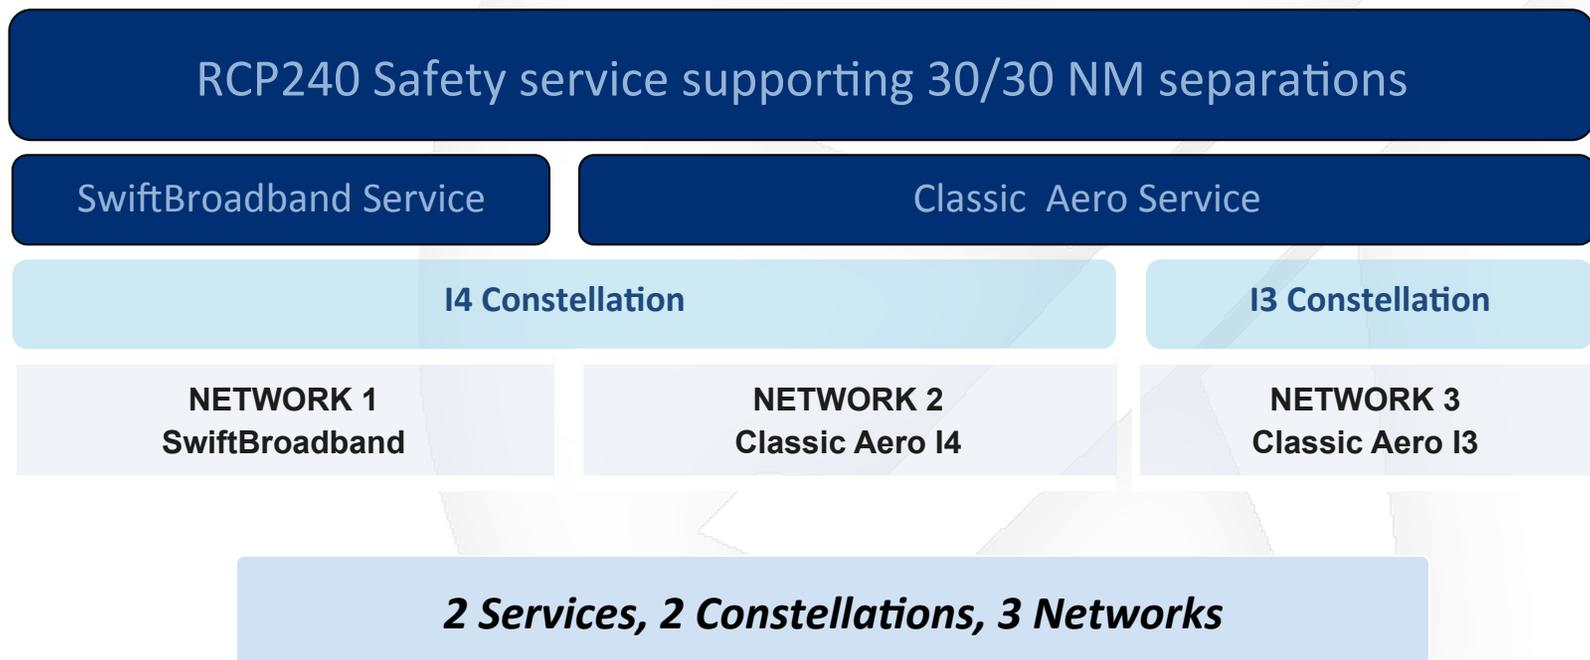 RCP240 Safety service supporting 30/30 NM separations
SwiftBroadband Service
Classic  Aero Service
I4 Constellation
I3 Constellation
NETWORK 1
SwiftBroadband
NETWORK 2
Classic Aero I4
NETWORK 3
Classic Aero I3
2 Services, 2 Constellations, 3 Networks